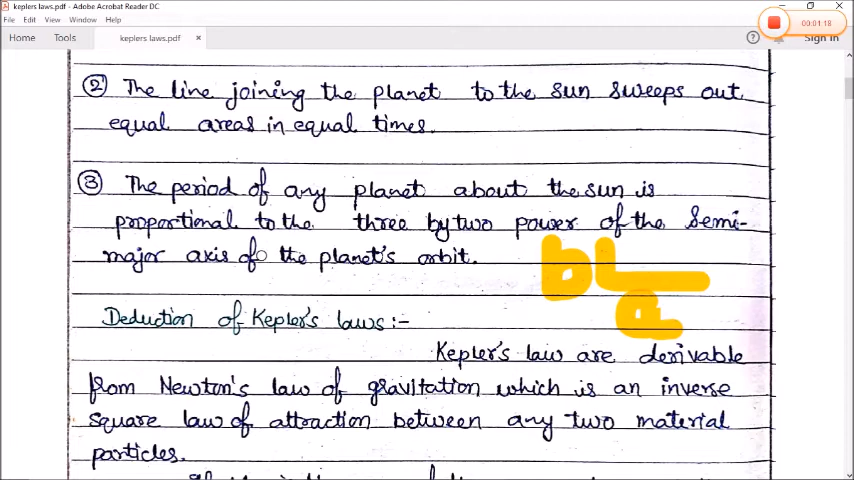 keplers laws.pdf - Adobe Acrobat Reader DC
File Edit View Window Help
00:01:18
Home Tools keplers laws.pdf × Sign In
② The line joining the planet to the sun sweeps out
equal areas in equal times.
③ The period of any planet about the sun is
proportional to the three by two power of the semi-
major axis of the planet's orbit.
b
a
Deduction of Kepler's laws:-
Kepler's law are derivable
from Newton's law of gravitation which is an inverse
square law of attraction between any two material
particles.